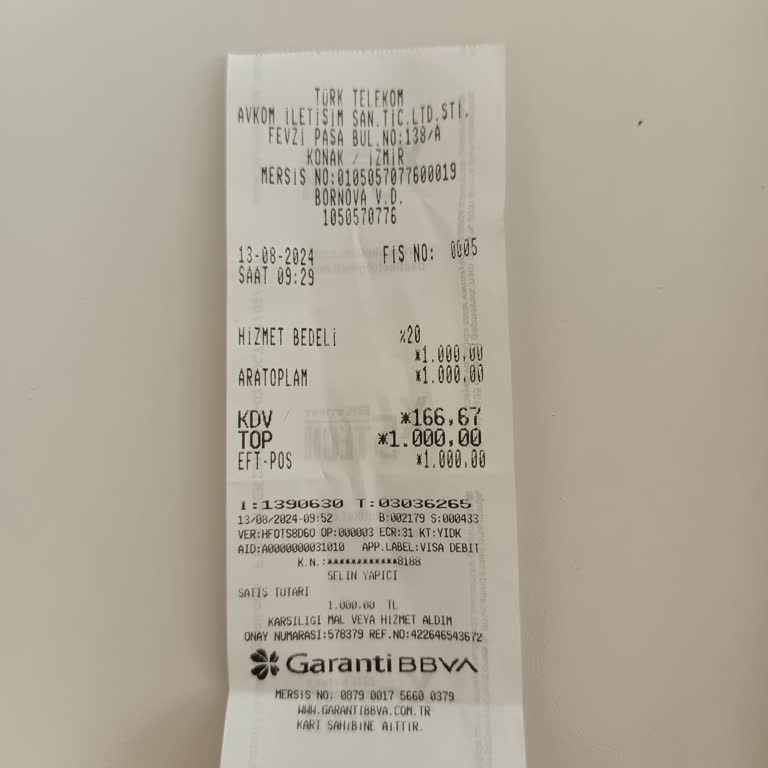 TÜRK TELEKOM
AVKOM İLETİSİM SAN.TİC.LTD.STİ.
FEVZİ PASA BUL.NO:138/A
KONAK / İZMİR
MERSİS NO:0105057077600019
BORNOVA V.D.
1050570776
13-08-2024 FİS NO: 0005
SAAT 09:29
HİZMET BEDELİ %20
*1.000,00
ARATOPLAM *1.000,00
KDV *166,67
TOP *1.000,00
EFT-POS *1.000,00
İ:1390630 T:03036265
13/08/2024-09:52 B:002179 S:000433
VER:HFOTS8D60 OP:000003 ECR:31 KT:YIDK
AID:A0000000031010 APP.LABEL:VISA DEBIT
K.N.:************8188
SELIN YAPICI
SATIS TUTARI
1.000,00 TL
KARSILIGI MAL VEYA HIZMET ALDIM
ONAY NUMARASI:578379 REF.NO:422646543672
Garanti BBVA
MERSIS NO: 0879 0017 5660 0379
WWW.GARANTIBBVA.COM.TR
KART SAHIBINE AITTIR.